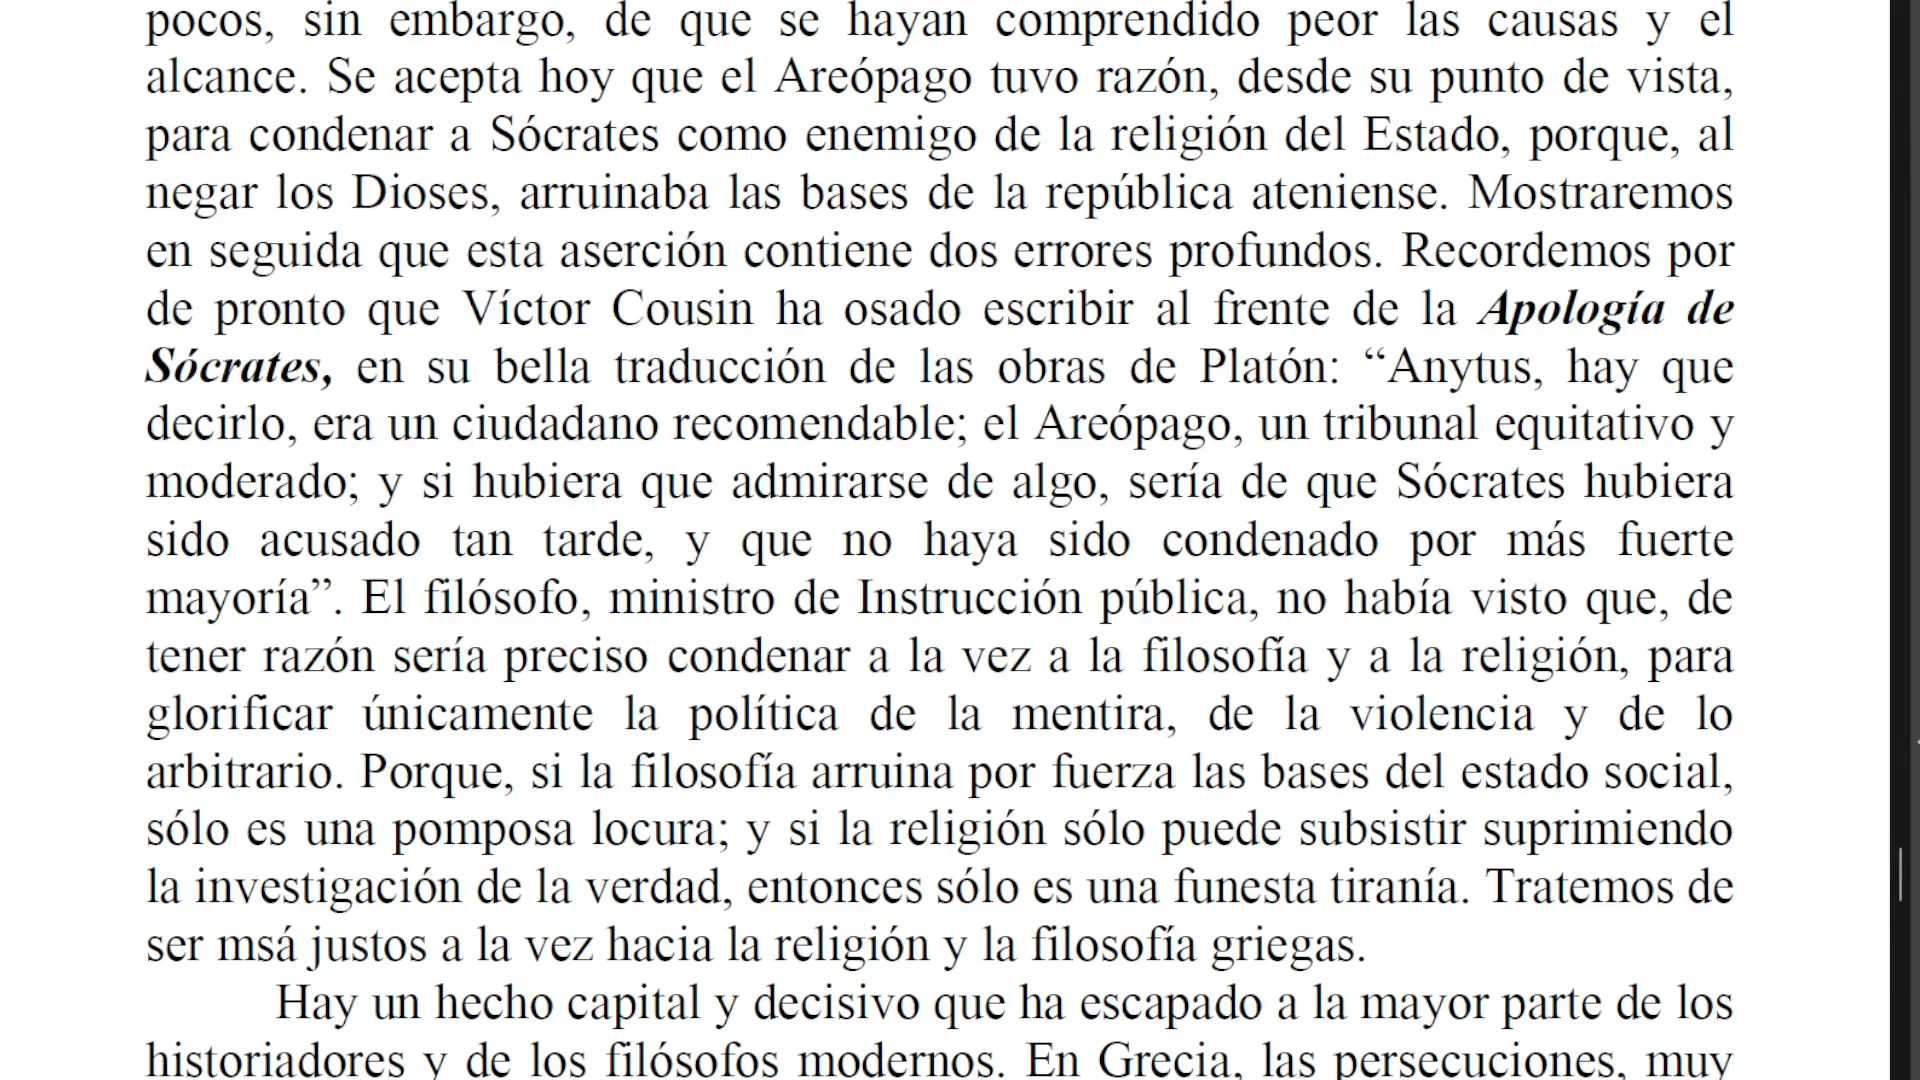 pocos, sin embargo, de que se hayan comprendido peor las causas y el
alcance. Se acepta hoy que el Areópago tuvo razón, desde su punto de vista,
para condenar a Sócrates como enemigo de la religión del Estado, porque, al
negar los Dioses, arruinaba las bases de la república ateniense. Mostraremos
en seguida que esta aserción contiene dos errores profundos. Recordemos por
de pronto que Víctor Cousin ha osado escribir al frente de la Apología de
Sócrates, en su bella traducción de las obras de Platón: “Anytus, hay que
decirlo, era un ciudadano recomendable; el Areópago, un tribunal equitativo y
moderado; y si hubiera que admirarse de algo, sería de que Sócrates hubiera
sido acusado tan tarde, y que no haya sido condenado por más fuerte
mayoría”. El filósofo, ministro de Instrucción pública, no había visto que, de
tener razón sería preciso condenar a la vez a la filosofía y a la religión, para
glorificar únicamente la política de la mentira, de la violencia y de lo
arbitrario. Porque, si la filosofía arruina por fuerza las bases del estado social,
sólo es una pomposa locura; y si la religión sólo puede subsistir suprimiendo
la investigación de la verdad, entonces sólo es una funesta tiranía. Tratemos de
ser msá justos a la vez hacia la religión y la filosofía griegas.
Hay un hecho capital y decisivo que ha escapado a la mayor parte de los
historiadores y de los filósofos modernos. En Grecia, las persecuciones, muy